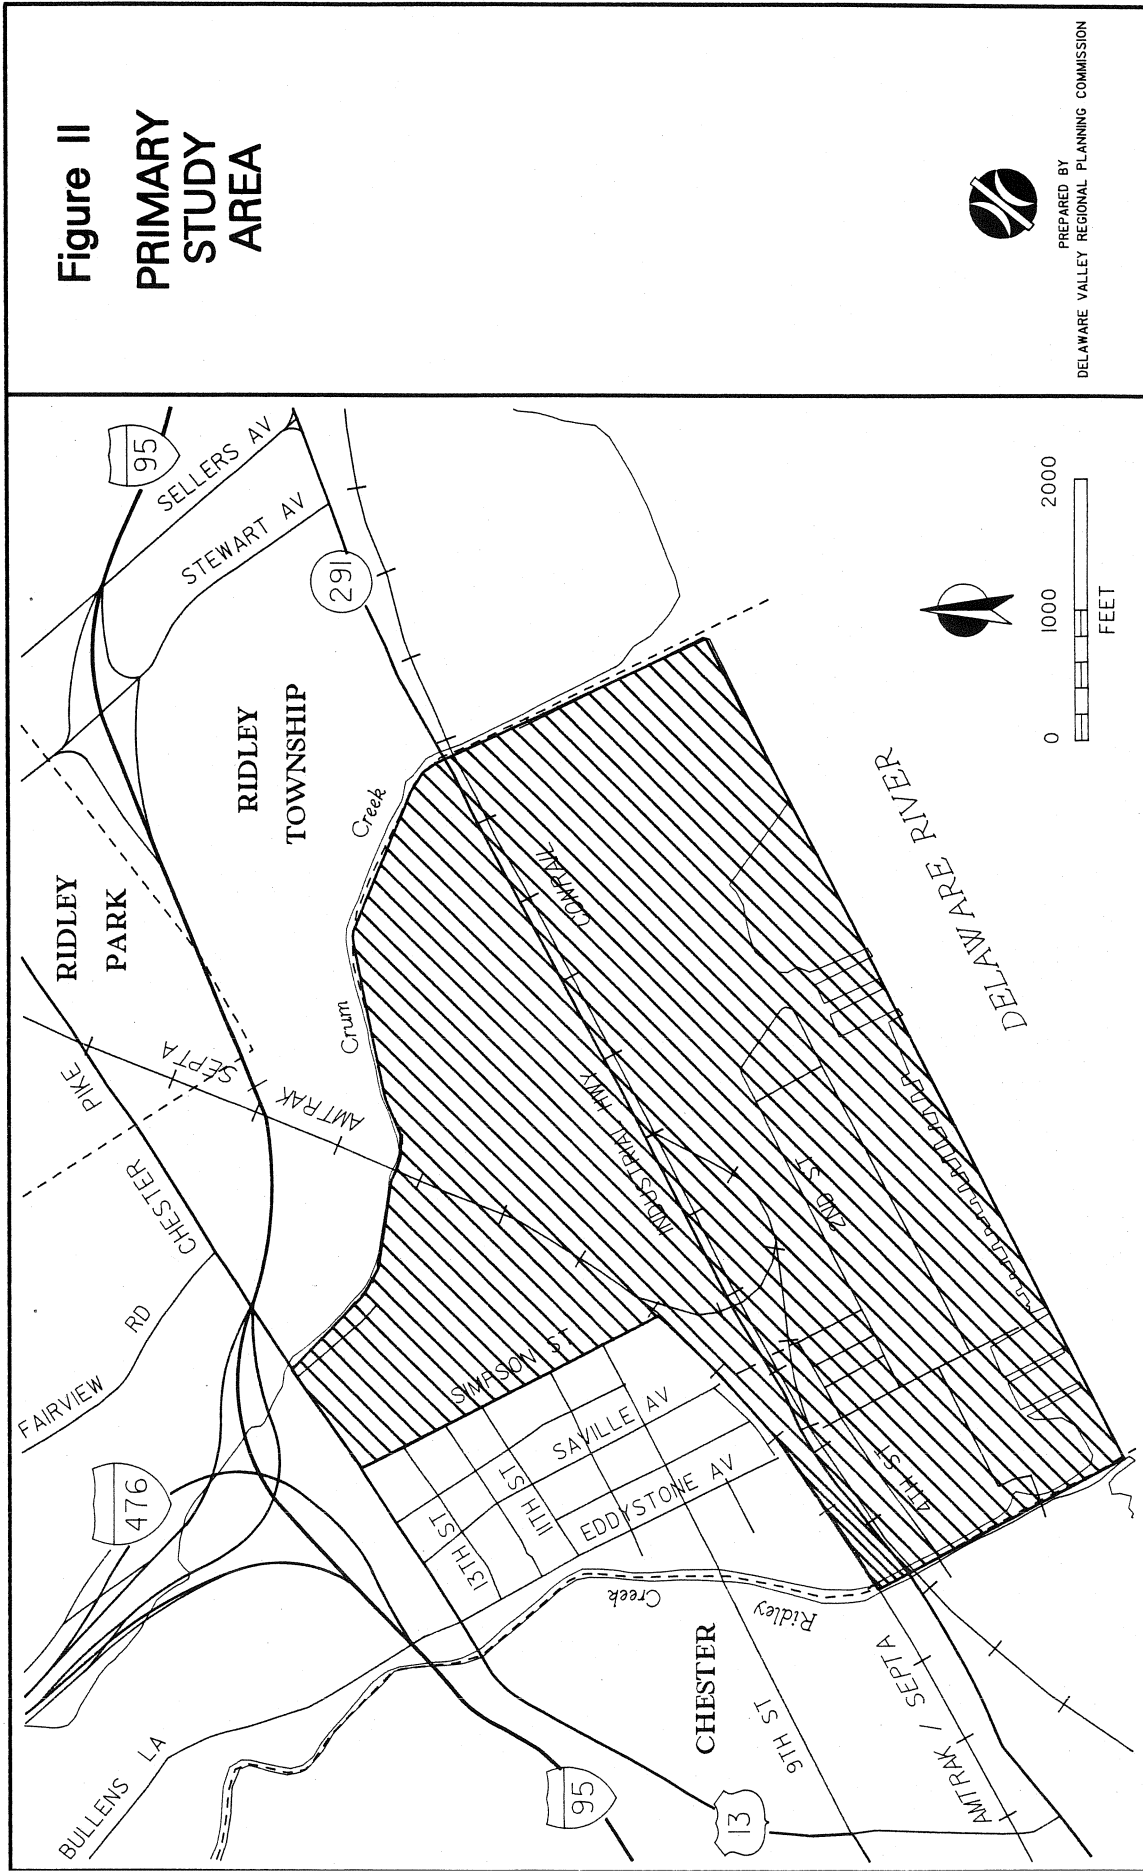 Figure II
PRIMARY
STUDY
AREA
PREPARED BY
DELAWARE VALLEY REGIONAL PLANNING COMMISSION
BULLENS LA
FAIRVIEW
RD
476
CHESTER
PIKE
SEPTA
AMTRAK
RIDLEY
PARK
95
SELLERS AV
STEWART AV
RIDLEY
TOWNSHIP
291
Crum
Creek
SIMPSON ST
SAVILLE AV
EDDYSTONE AV
13TH ST
11TH ST
Creek
Ridley
95
13
CHESTER
9TH ST
AMTRAK / SEPTA
4TH ST
2ND ST
INDUSTRIAL HWY
CONRAIL
DELAWARE RIVER
0
1000
2000
FEET